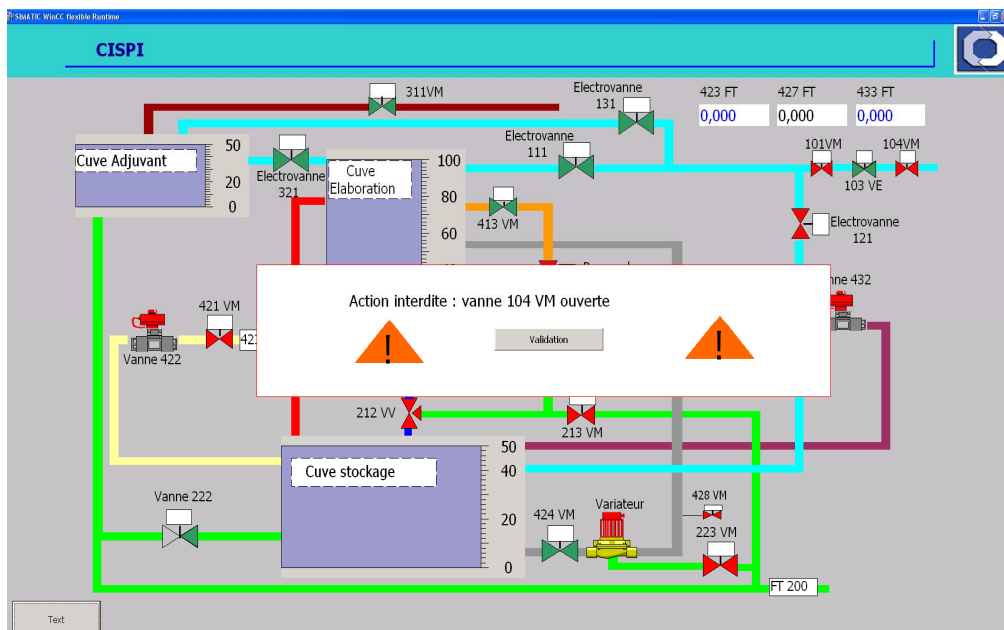 SIMATIC WinCC flexible Runtime
CISPI
311VM
Electrovanne
131
423 FT
427 FT
433 FT
0,000
0,000
0,000
Electrovanne
111
101VM
104VM
103 VE
Cuve Adjuvant
50
20
0
Electrovanne
321
Cuve
Elaboration
100
80
60
413 VM
Electrovanne
121
432
421 VM
Vanne 422
Action interdite : vanne 104 VM ouverte
Validation
212 VV
213 VM
Cuve stockage
50
40
20
0
Vanne 222
424 VM
Variateur
428 VM
223 VM
FT 200
Text